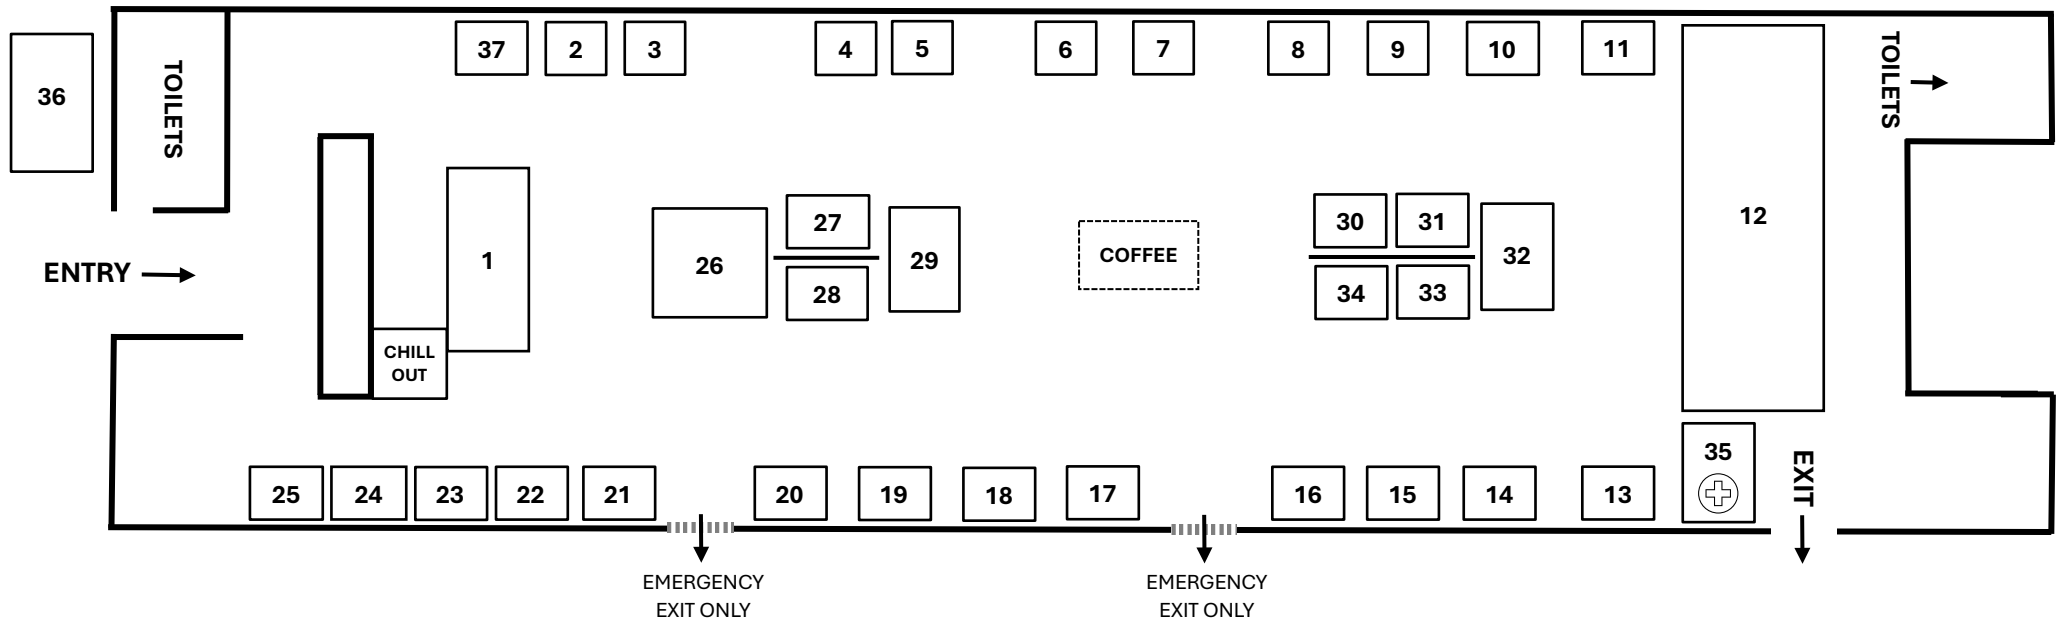 37 2 3 4 5 6 7 8 9 10 11
36
TOILETS
TOILETS
12
27
30 31
1
26
29
COFFEE
32
ENTRY
28
34 33
CHILL
OUT
35
EXIT
25 24 23 22 21 20 19 18 17 16 15 14 13
EMERGENCY
EXIT ONLY
EMERGENCY
EXIT ONLY